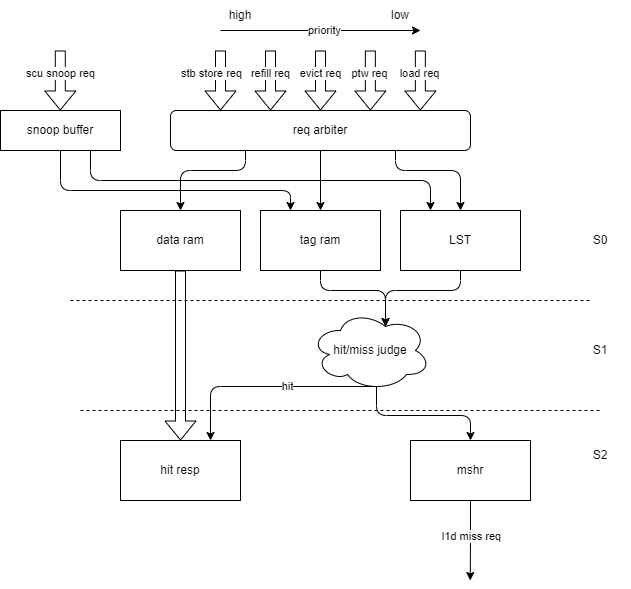 high
low
priority
scu snoop req
stb store req
refill req
evict req
ptw req
load req
snoop buffer
req arbiter
data ram
tag ram
LST
S0
hit/miss judge
S1
hit
S2
hit resp
mshr
l1d miss req